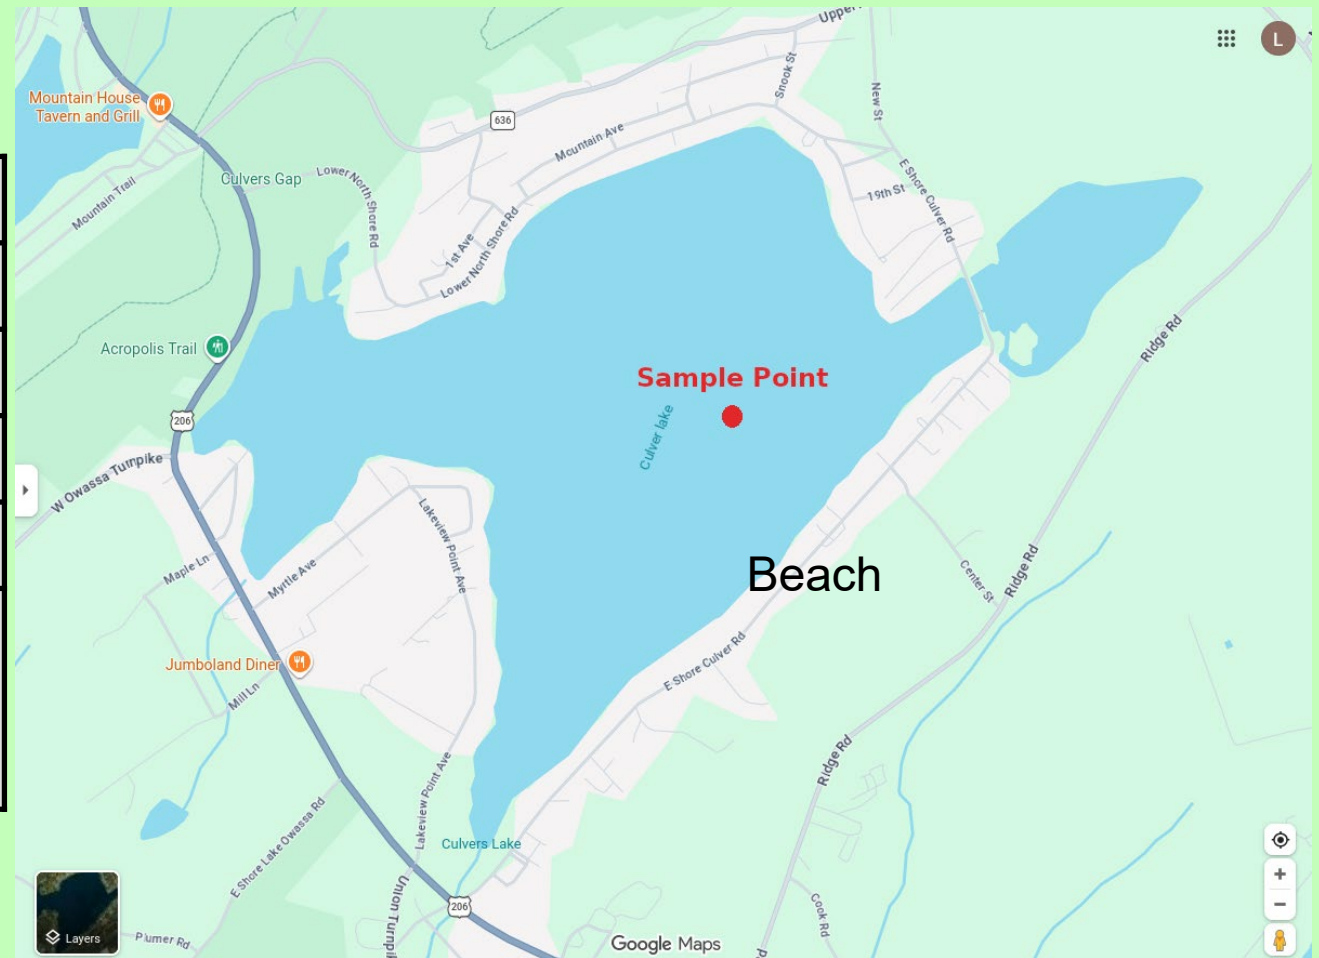 Upper
L
Mountain House
Tavern and Grill
636
Snook St
New St
Mountain Ave
Culvers Gap
Lower North Shore Rd
Mountain Trail
19th St
E Shore Culver Rd
1st Ave
Lower North Shore Rd
Acropolis Trail
Ridge Rd
Sample Point
206
Culver lake
W Owassa Turnpike
Lakeview Point Ave
Maple Ln
Myrtle Ave
Beach
Center St
Ridge Rd
Jumboland Diner
Mill Ln
E Shore Culver Rd
Ridge Rd
Lakeview Point Ave
E Shore Lake Owassa Rd
Culvers Lake
206
Union Turnpi
Cook Rd
Layers
Plumer Rd
Google Maps